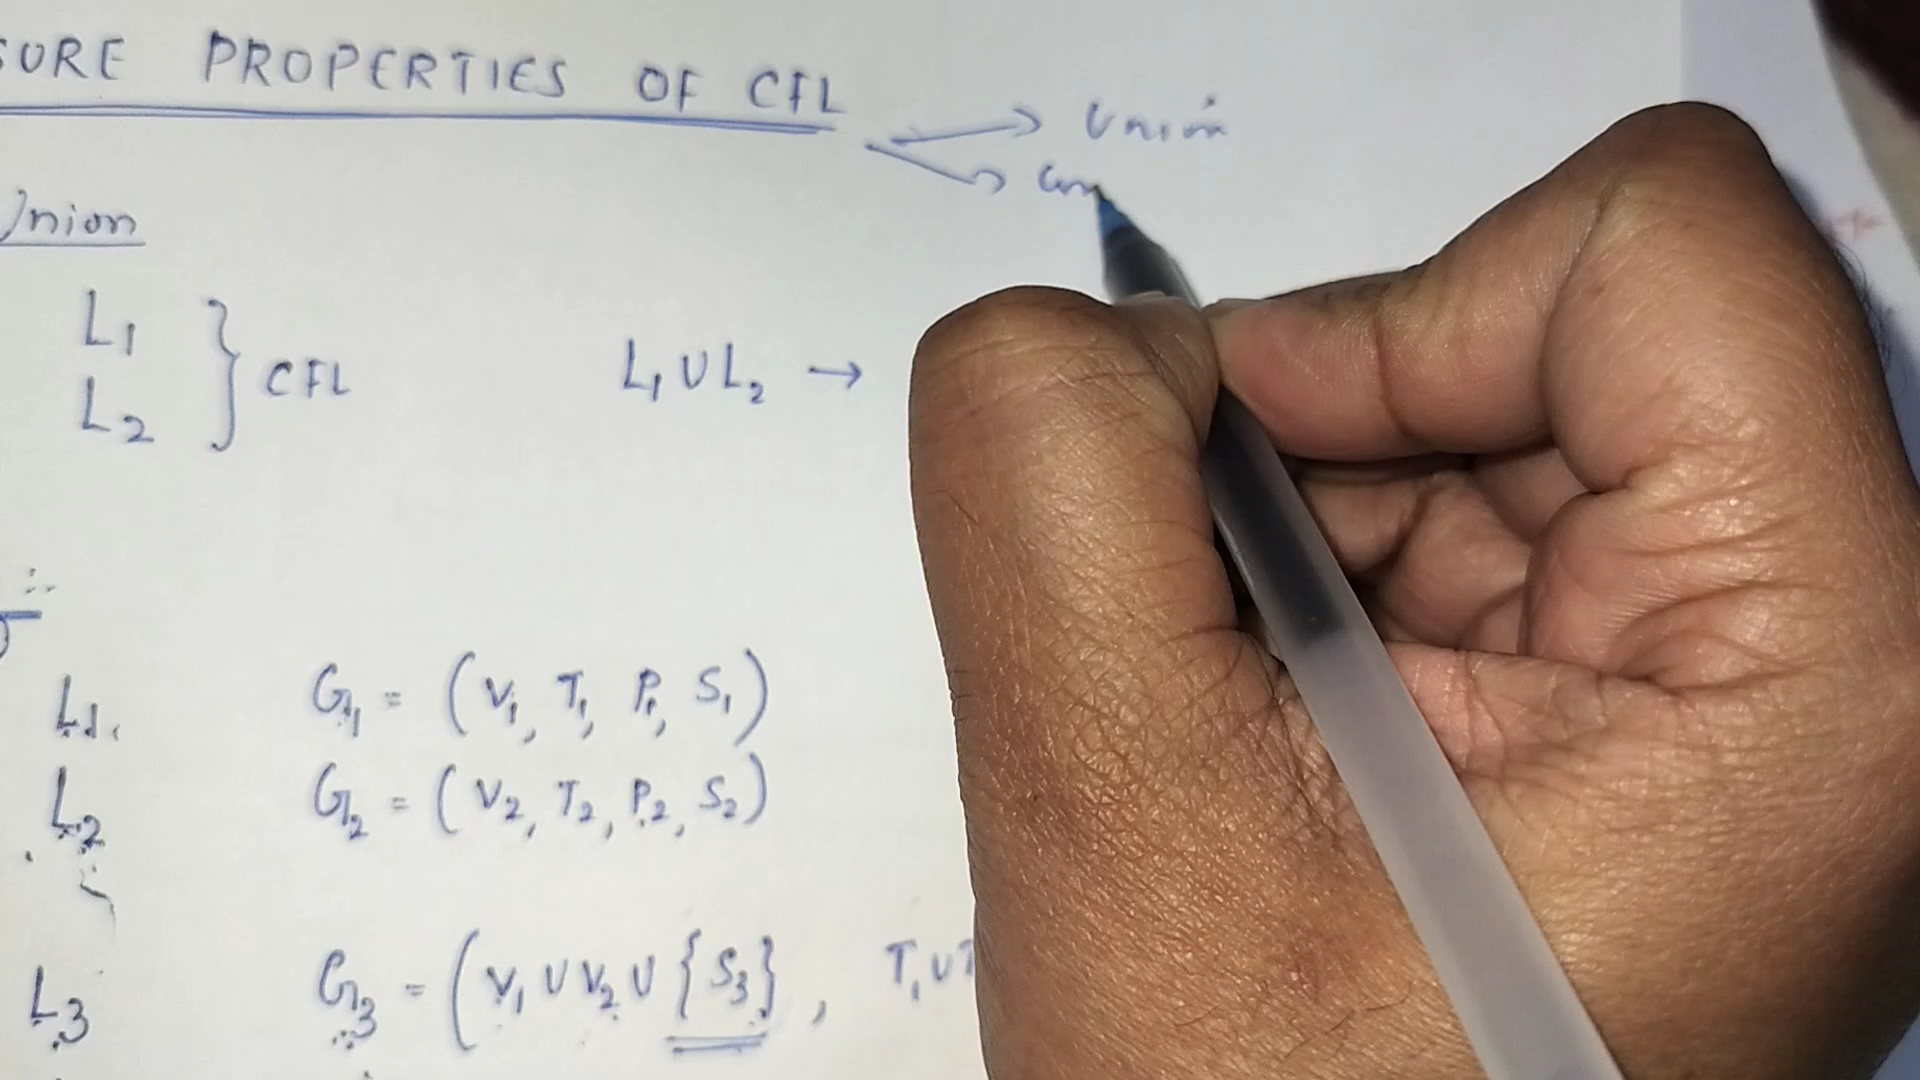 SURE PROPERTIES OF CFL
Union
Union
L1
L2 } CFL
L1 U L2 →
L1.
G1 = (V1, T1, P1, S1)
L2
G2 = (V2, T2, P2, S2)
L3
G3 = (V1 U V2 U {S3}, T1 U T